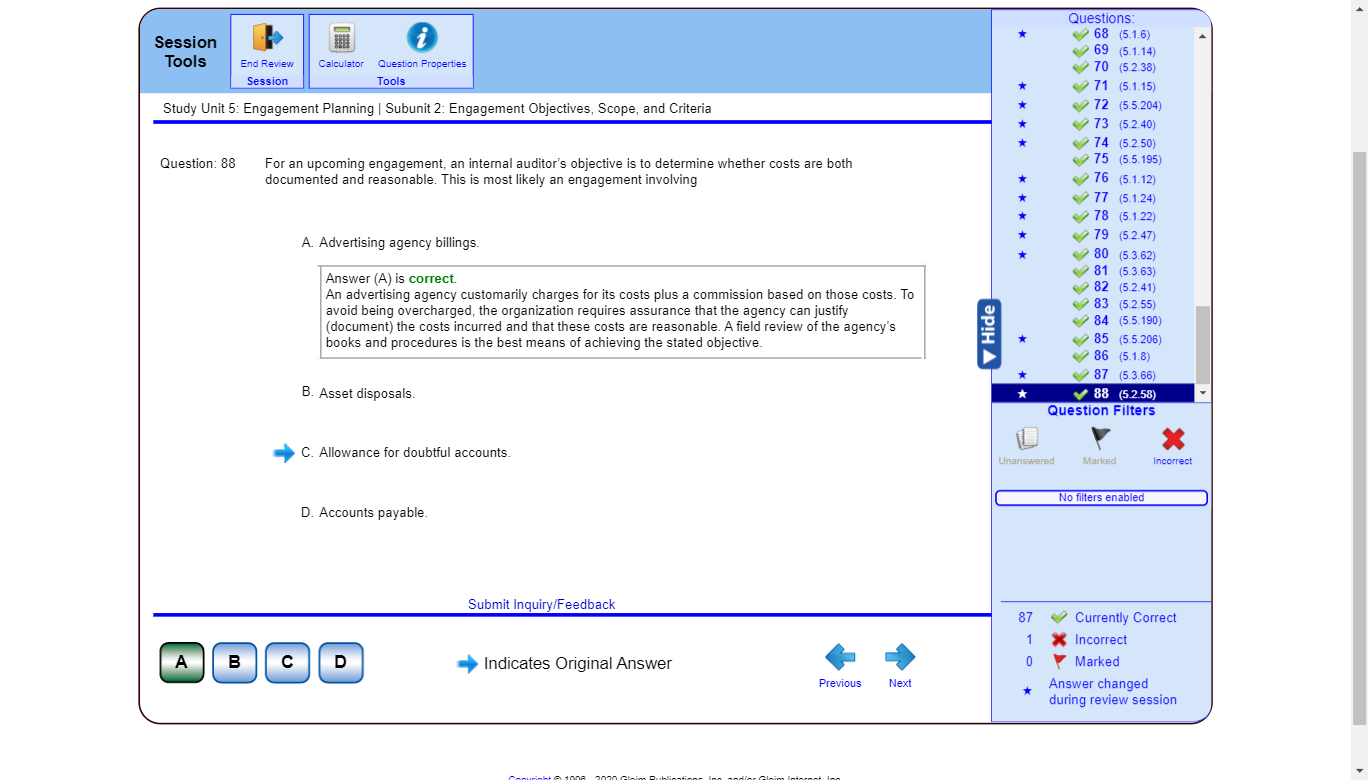 Session
Tools
End Review
Session
Calculator
Question Properties
Tools
Study Unit 5: Engagement Planning | Subunit 2: Engagement Objectives, Scope, and Criteria
Question: 88
For an upcoming engagement, an internal auditor's objective is to determine whether costs are both
documented and reasonable. This is most likely an engagement involving
A. Advertising agency billings.
Answer (A) is correct.
An advertising agency customarily charges for its costs plus a commission based on those costs. To
avoid being overcharged, the organization requires assurance that the agency can justify
(document) the costs incurred and that these costs are reasonable. A field review of the agency's
books and procedures is the best means of achieving the stated objective.
B. Asset disposals.
C. Allowance for doubtful accounts.
D. Accounts payable.
Submit Inquiry/Feedback
A
B
C
D
Indicates Original Answer
Previous
Next
Questions:
68 (5.1.6)
69 (5.1.14)
70 (5.2.38)
71 (5.1.15)
72 (5.5.204)
73 (5.2.40)
74 (5.2.50)
75 (5.5.195)
76 (5.1.12)
77 (5.1.24)
78 (5.1.22)
79 (5.2.47)
80 (5.3.62)
81 (5.3.63)
82 (5.2.41)
83 (5.2.55)
84 (5.5.190)
85 (5.5.206)
86 (5.1.8)
87 (5.3.66)
88 (5.2.58)
Hide
Question Filters
Unanswered
Marked
Incorrect
No filters enabled
87 Currently Correct
1 Incorrect
0 Marked
Answer changed
during review session
Copyright © 1996 - 2020 Gleim Publications, Inc. and/or Gleim Internet, Inc.